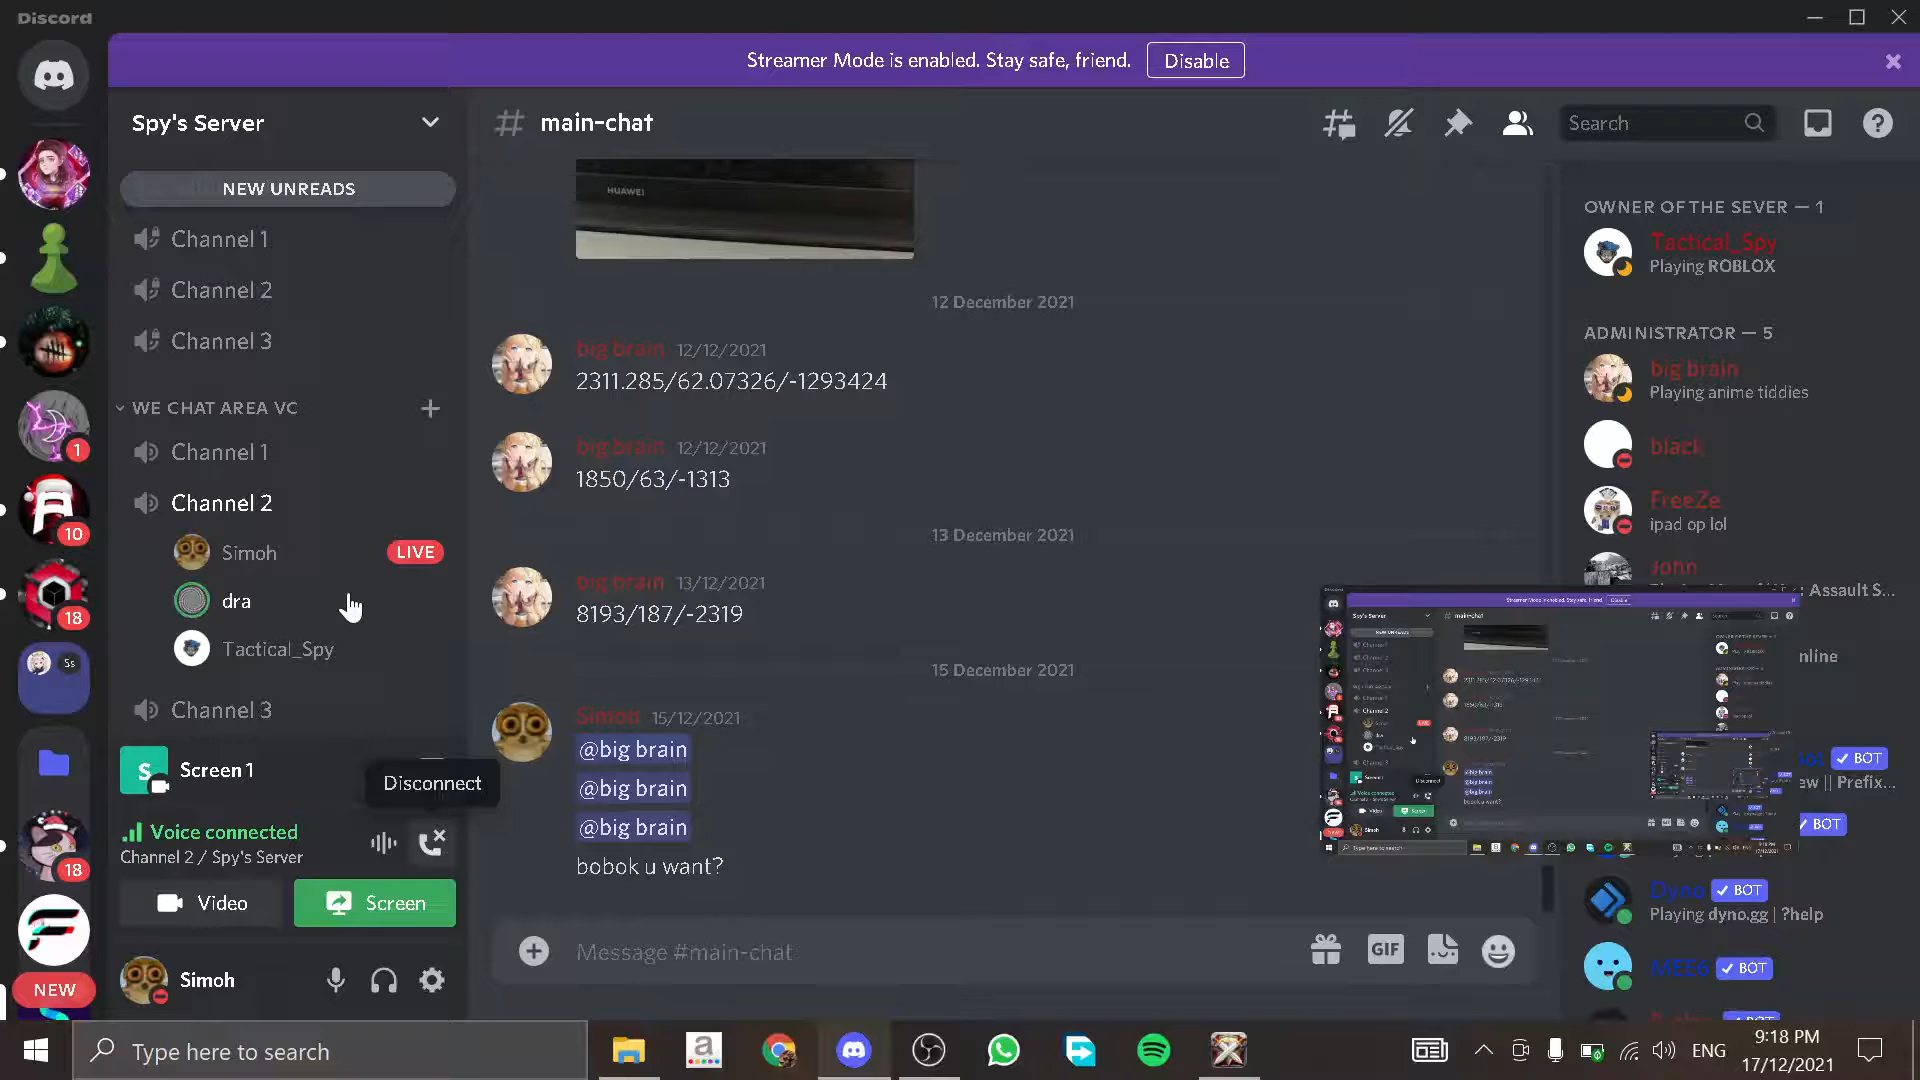 Discord
Streamer Mode is enabled. Stay safe, friend.
Disable
Spy's Server
NEW UNREADS
Channel 1
Channel 2
Channel 3
WE CHAT AREA VC
Channel 1
Channel 2
Simoh
LIVE
dra
Tactical_Spy
Channel 3
Screen 1
Disconnect
Voice connected
Channel 2 / Spy's Server
Video
Screen
Simoh
1
10
18
Ss
18
NEW
main-chat
Search
HUAWEI
12 December 2021
big brain 12/12/2021
2311.285/62.07326/-1293424
big brain 12/12/2021
1850/63/-1313
13 December 2021
big brain 13/12/2021
8193/187/-2319
15 December 2021
Simoh 15/12/2021
@big brain
@big brain
@big brain
bobok u want?
Message #main-chat
GIF
OWNER OF THE SEVER — 1
Tactical_Spy
Playing ROBLOX
ADMINISTRATOR — 5
big brain
Playing anime tiddies
black
FreeZe
ipad op lol
John
: Assault S...
BOT
|| Prefix...
BOT
Dyno BOT
Playing dyno.gg | ?help
MEE6 BOT
BOT
Type here to search
ENG
9:18 PM
17/12/2021